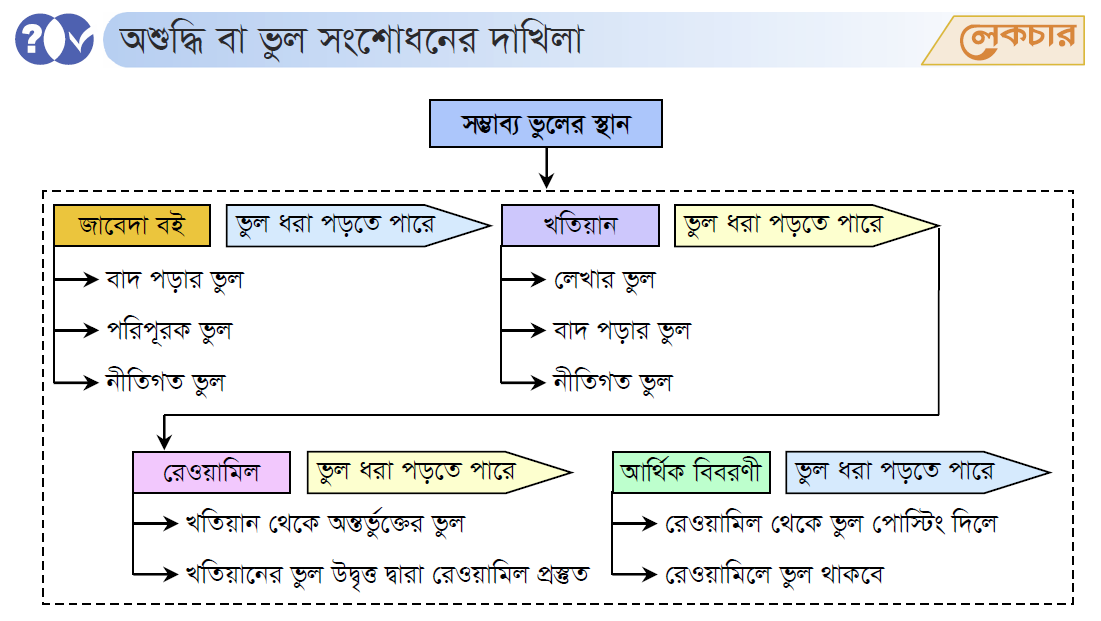 অশুদ্ধি বা ভুল সংশোধনের দাখিলা
লেকচার
সম্ভাব্য ভুলের স্থান
জাবেদা বই
ভুল ধরা পড়তে পারে
খতিয়ান
ভুল ধরা পড়তে পারে
বাদ পড়ার ভুল
পরিপূরক ভুল
নীতিগত ভুল
লেখার ভুল
বাদ পড়ার ভুল
নীতিগত ভুল
রেওয়ামিল
ভুল ধরা পড়তে পারে
আর্থিক বিবরণী
ভুল ধরা পড়তে পারে
খতিয়ান থেকে অন্তর্ভুক্তের ভুল
খতিয়ানের ভুল উদ্বৃত্ত দ্বারা রেওয়ামিল প্রস্তুত
রেওয়ামিল থেকে ভুল পোস্টিং দিলে
রেওয়ামিলে ভুল থাকবে